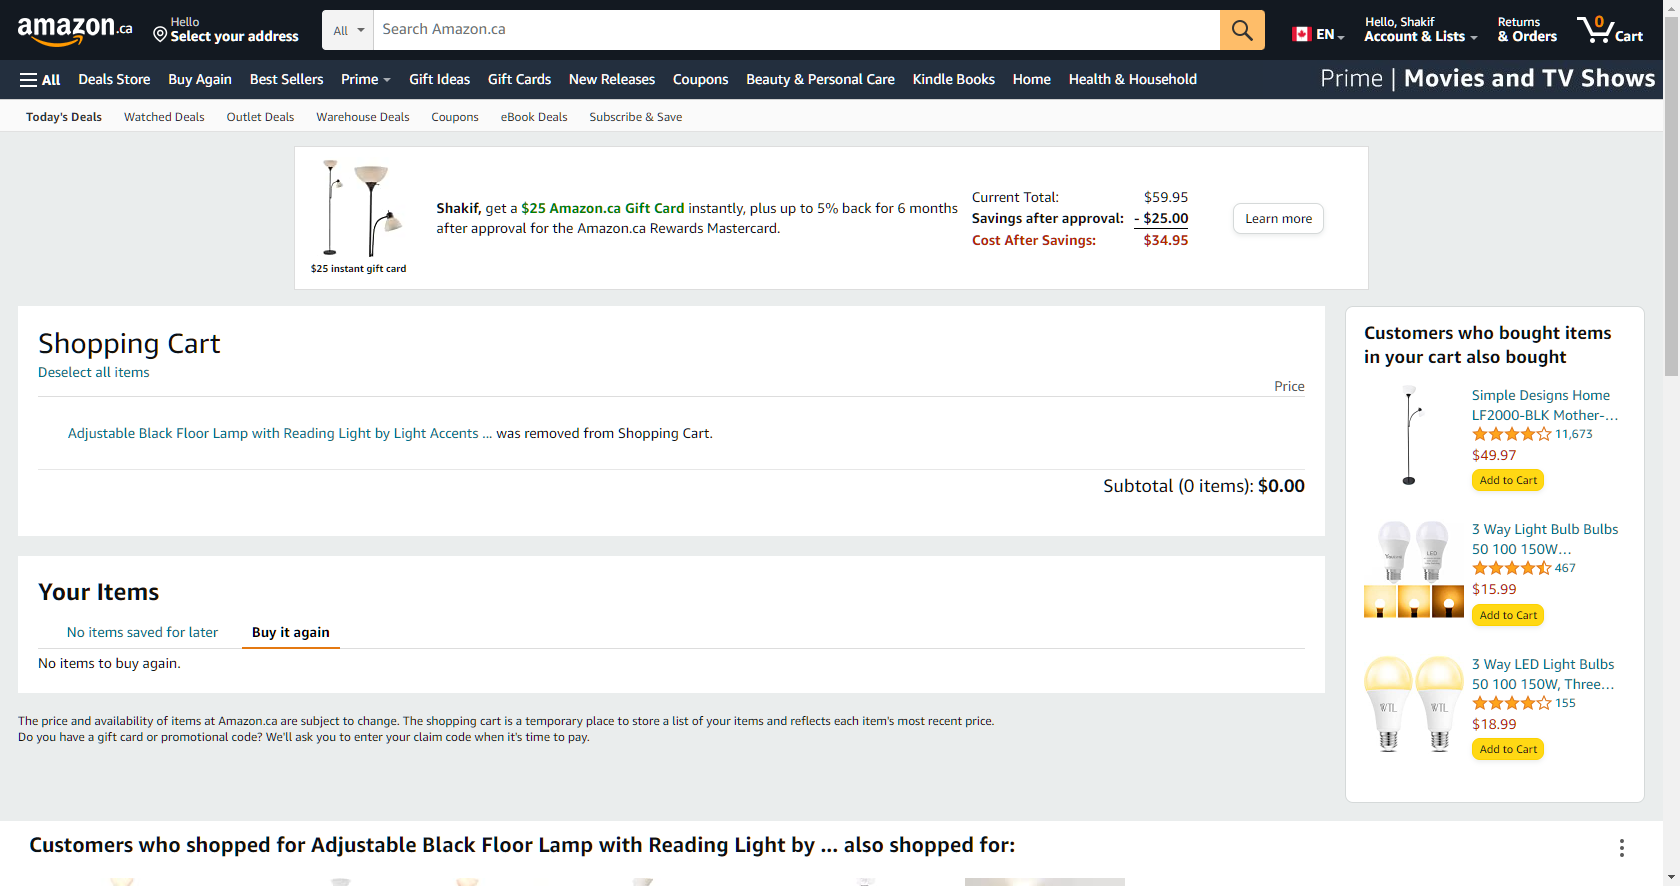 amazon.ca
Hello
Select your address
All
Search Amazon.ca
EN
Hello, Shakif
Account & Lists
Returns
& Orders
0
Cart
All
Deals Store
Buy Again
Best Sellers
Prime
Gift Ideas
Gift Cards
New Releases
Coupons
Beauty & Personal Care
Kindle Books
Home
Health & Household
Prime | Movies and TV Shows
Today's Deals
Watched Deals
Outlet Deals
Warehouse Deals
Coupons
eBook Deals
Subscribe & Save
$25 instant gift card
Shakif, get a $25 Amazon.ca Gift Card instantly, plus up to 5% back for 6 months
after approval for the Amazon.ca Rewards Mastercard.
Current Total: $59.95
Savings after approval: - $25.00
Cost After Savings: $34.95
Learn more
Shopping Cart
Deselect all items
Price
Adjustable Black Floor Lamp with Reading Light by Light Accents ... was removed from Shopping Cart.
Subtotal (0 items): $0.00
Your Items
No items saved for later
Buy it again
No items to buy again.
The price and availability of items at Amazon.ca are subject to change. The shopping cart is a temporary place to store a list of your items and reflects each item's most recent price.
Do you have a gift card or promotional code? We'll ask you to enter your claim code when it's time to pay.
Customers who bought items
in your cart also bought
Simple Designs Home
LF2000-BLK Mother-...
11,673
$49.97
Add to Cart
3 Way Light Bulb Bulbs
50 100 150W...
467
$15.99
Add to Cart
LED
3 Way LED Light Bulbs
50 100 150W, Three...
155
$18.99
Add to Cart
WTL
WTL
Customers who shopped for Adjustable Black Floor Lamp with Reading Light by ... also shopped for: